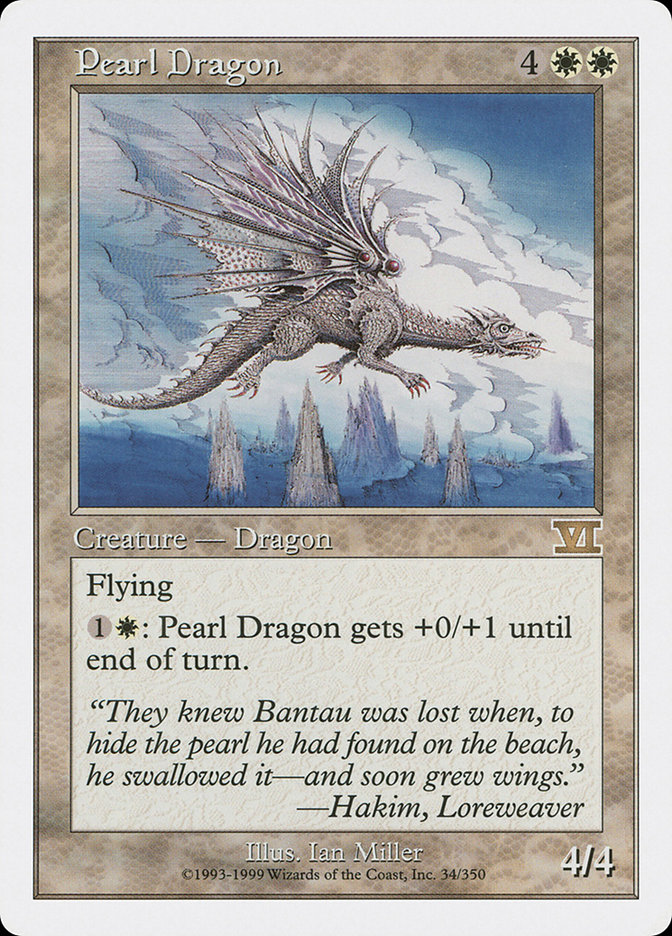 Pearl Dragon
4
VI
Creature — Dragon
Flying
1 : Pearl Dragon gets +0/+1 until
end of turn.
“They knew Bantau was lost when, to
hide the pearl he had found on the beach,
he swallowed it—and soon grew wings.”
—Hakim, Loreweaver
Illus. Ian Miller
4/4
©1993-1999 Wizards of the Coast, Inc. 34/350